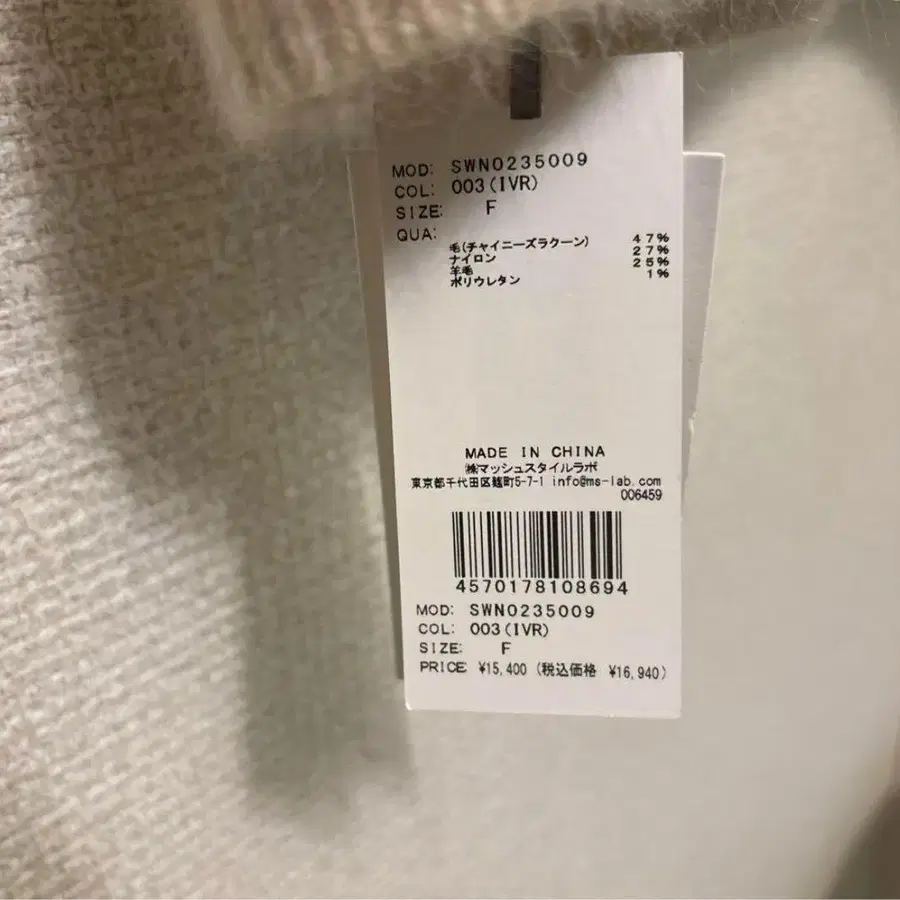 MOD: SWN0235009
COL: 003(IVR)
SIZE: F
QUA:
毛(チャイニーズラクーン) 47%
ナイロン 27%
羊毛 25%
ポリウレタン 1%
MADE IN CHINA
㈱マッシュスタイルラボ
東京都千代田区麹町5-7-1 info@ms-lab.com
006459
4570178108694
MOD: SWN0235009
COL: 003(IVR)
SIZE: F
PRICE: ¥15,400 (税込価格 ¥16,940)